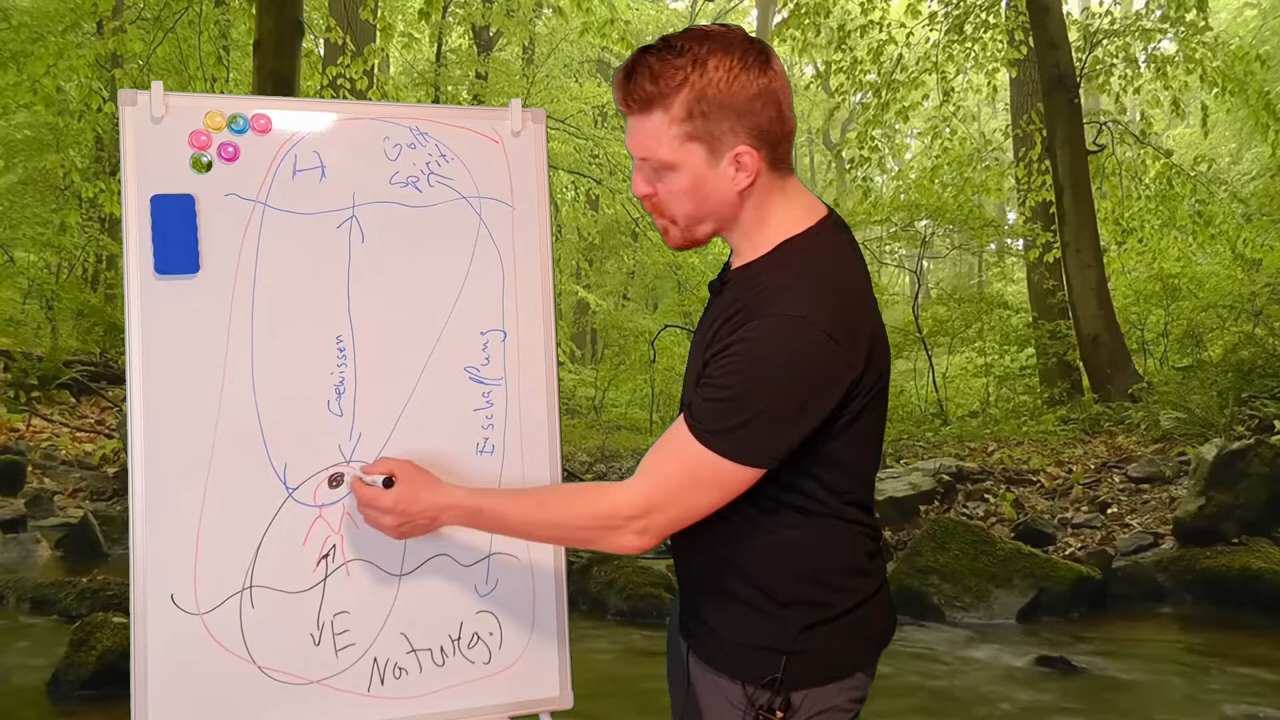 I
Gott
Spirit.
Gewissen
Erschaffung
E
Natur(g.)